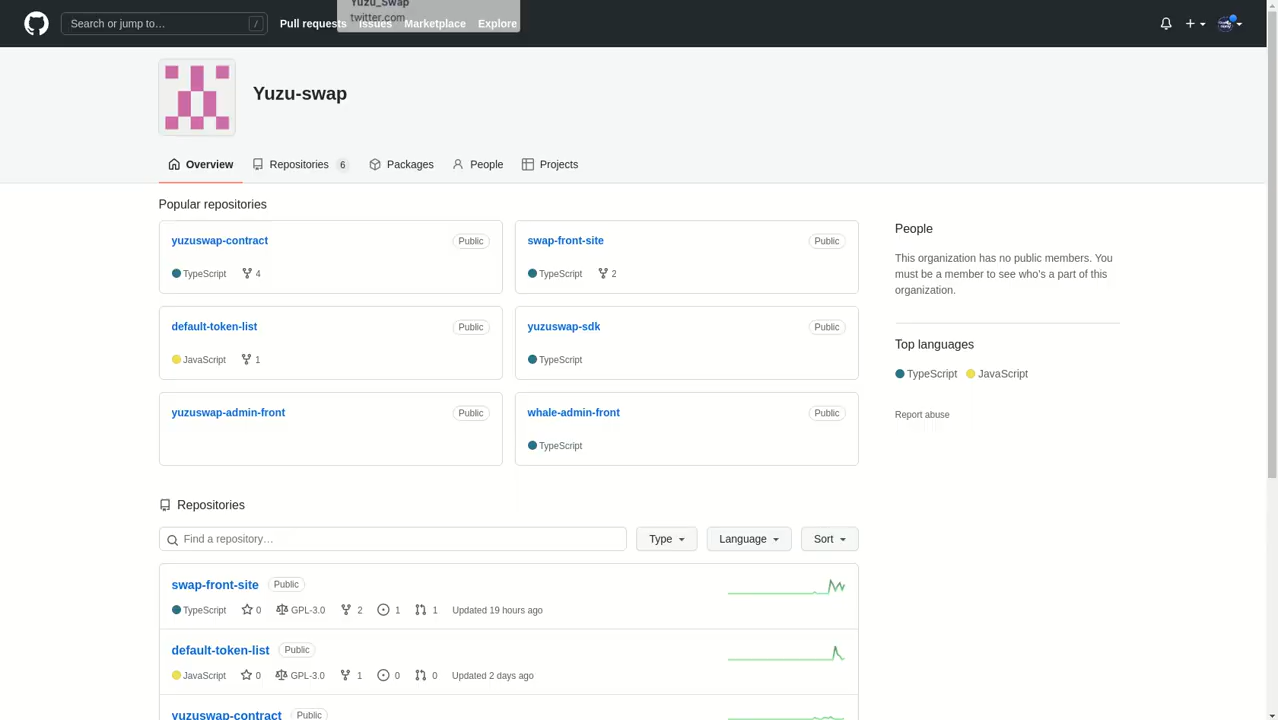 Yuzu_Swap
twitter.com
Search or jump to… /
Pull requests Issues Marketplace Explore
Yuzu-swap
Overview Repositories 6 Packages People Projects
Popular repositories
yuzuswap-contract Public
TypeScript 4
swap-front-site Public
TypeScript 2
default-token-list Public
JavaScript 1
yuzuswap-sdk Public
TypeScript
yuzuswap-admin-front Public
whale-admin-front Public
TypeScript
People
This organization has no public members. You
must be a member to see who's a part of this
organization.
Top languages
TypeScript JavaScript
Report abuse
Repositories
Find a repository… Type Language Sort
swap-front-site Public
TypeScript 0 GPL-3.0 2 1 1 Updated 19 hours ago
default-token-list Public
JavaScript 0 GPL-3.0 1 0 0 Updated 2 days ago
yuzuswap-contract Public